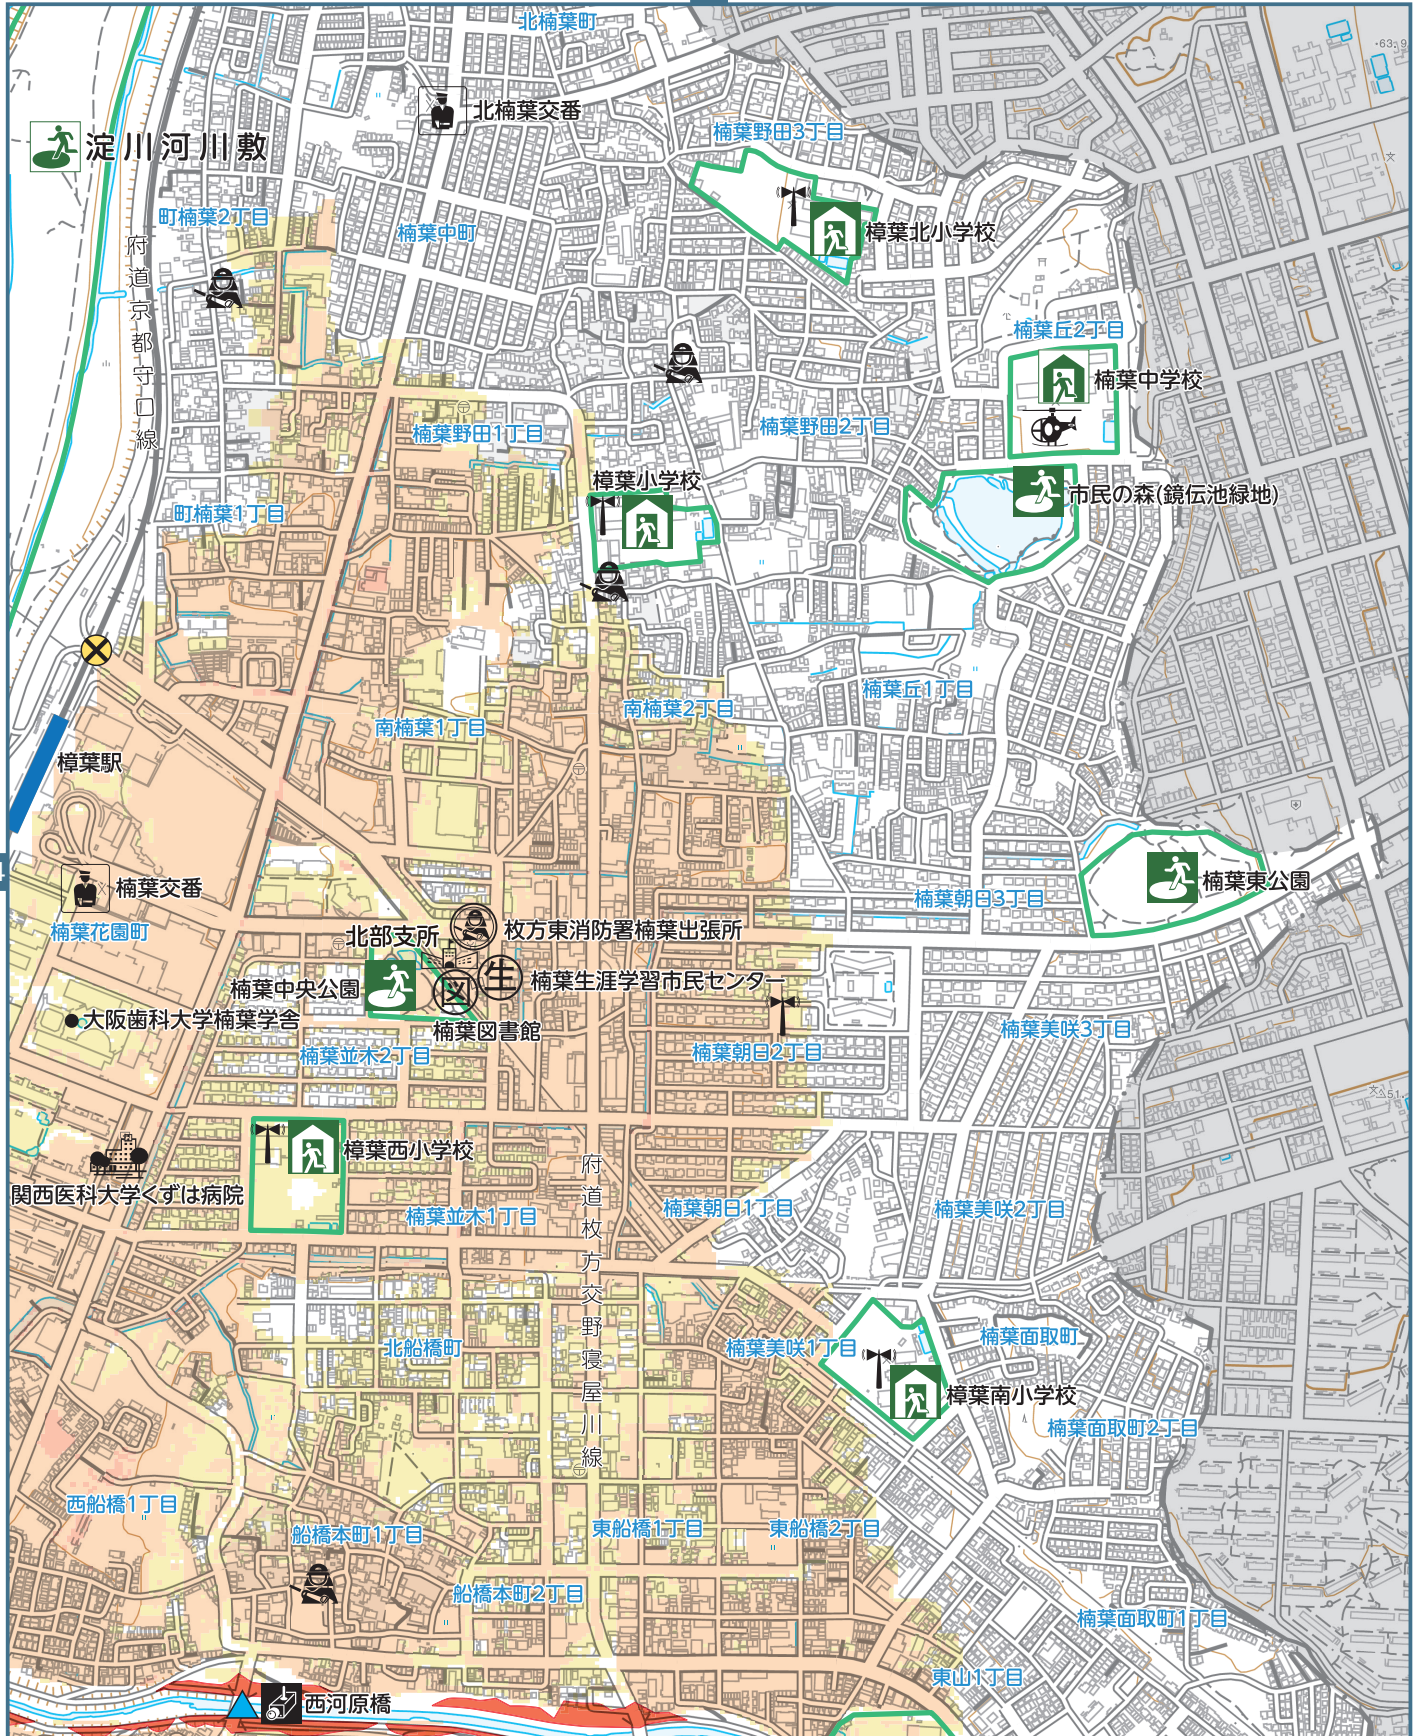 北楠葉町
63.9
北楠葉交番
楠葉野田3丁目
淀川河川敷
町楠葉2丁目
楠葉中町
樟葉北小学校
府道京都守口線
楠葉丘2丁目
楠葉中学校
楠葉野田1丁目
楠葉野田2丁目
樟葉小学校
市民の森(鏡伝池緑地)
町楠葉1丁目
楠葉丘1丁目
南楠葉2丁目
南楠葉1丁目
樟葉駅
4
楠葉交番
楠葉東公園
楠葉朝日3丁目
楠葉花園町
北部支所
枚方東消防署楠葉出張所
楠葉中央公園
図
生
楠葉生涯学習市民センター
大阪歯科大学楠葉学舎
楠葉図書館
楠葉美咲3丁目
楠葉並木2丁目
楠葉朝日2丁目
51.
樟葉西小学校
府道枚方交野寝屋川線
関西医科大学くずは病院
楠葉並木1丁目
楠葉朝日1丁目
楠葉美咲2丁目
北船橋町
楠葉美咲1丁目
楠葉面取町
樟葉南小学校
楠葉面取町2丁目
西船橋1丁目
船橋本町1丁目
東船橋1丁目
東船橋2丁目
船橋本町2丁目
楠葉面取町1丁目
東山1丁目
西河原橋